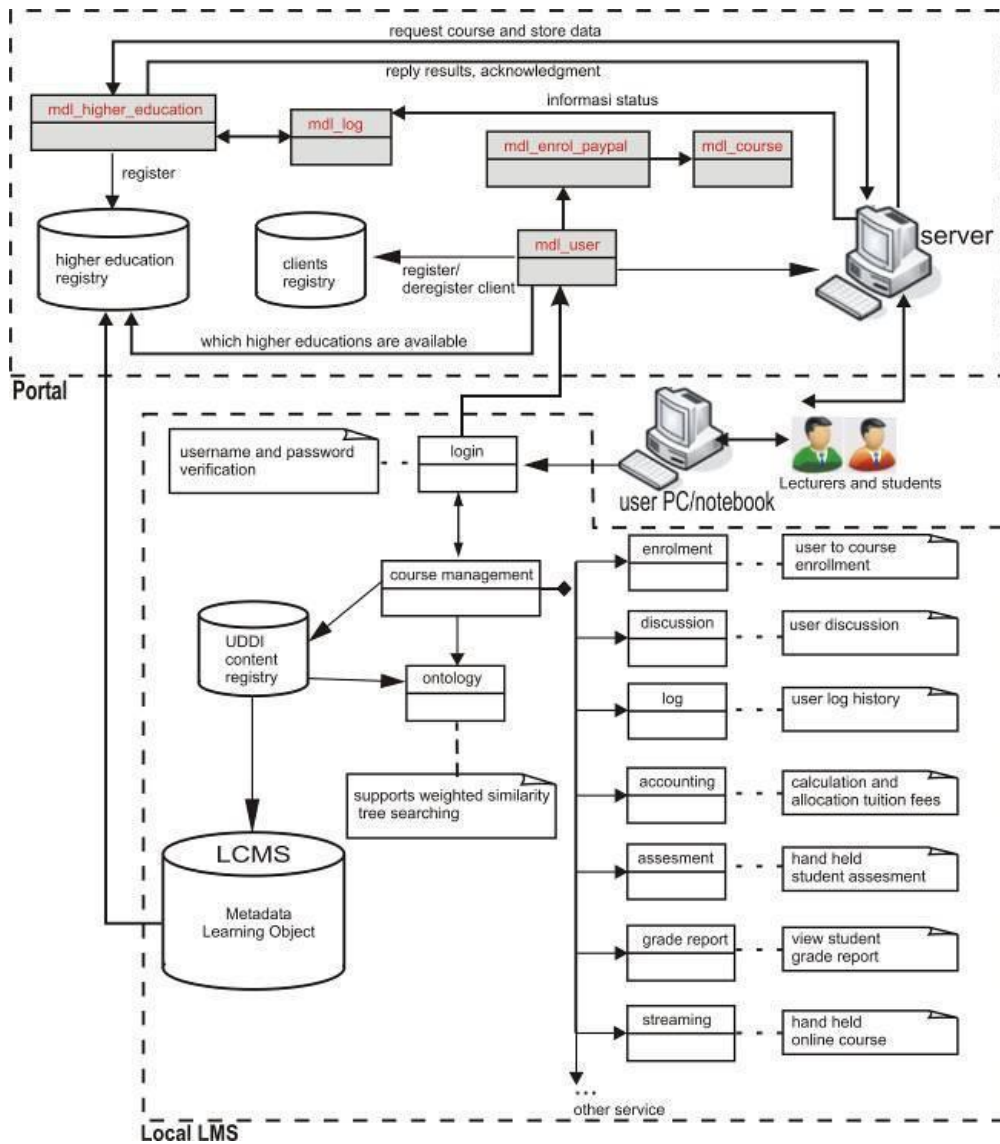 request course and store data
reply results, acknowledgment
mdl_higher_education
informasi status
mdl_log
mdl_enrol_paypal
mdl_course
register
higher education
registry
clients
registry
mdl_user
register/
deregister client
server
which higher educations are available
Portal
username and password
verification
login
user PC/notebook
Lecturers and students
course management
UDDI
content
registry
ontology
supports weighted similarity
tree searching
LCMS
Metadata
Learning Object
enrolment
user to course
enrollment
discussion
user discussion
log
user log history
accounting
calculation and
allocation tuition fees
assesment
hand held
student assesment
grade report
view student
grade report
streaming
hand held
online course
...
other service
Local LMS